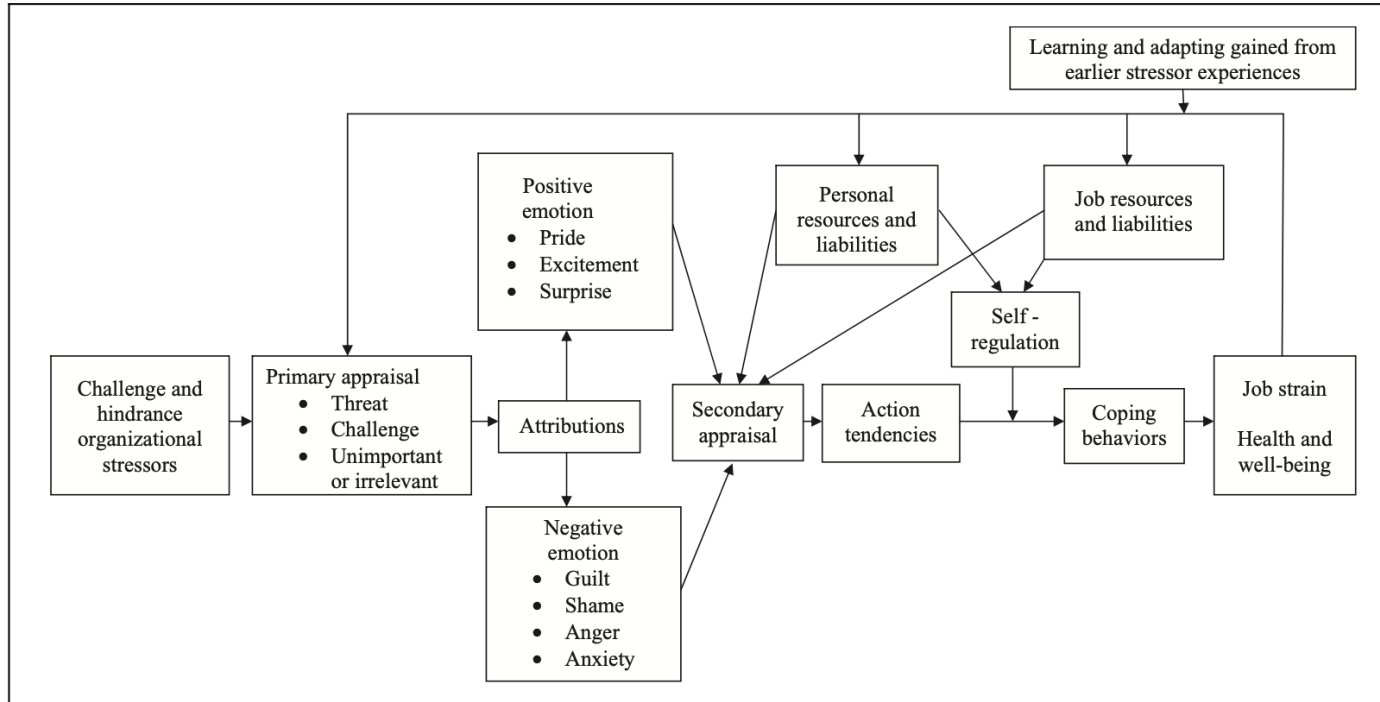 Learning and adapting gained from
earlier stressor experiences
Positive
emotion
• Pride
• Excitement
• Surprise
Personal
resources and
liabilities
Job resources
and liabilities
Self -
regulation
Challenge and
hindrance
organizational
stressors
Primary appraisal
• Threat
• Challenge
• Unimportant
or irrelevant
Attributions
Secondary
appraisal
Action
tendencies
Coping
behaviors
Job strain
Health and
well-being
Negative
emotion
• Guilt
• Shame
• Anger
• Anxiety